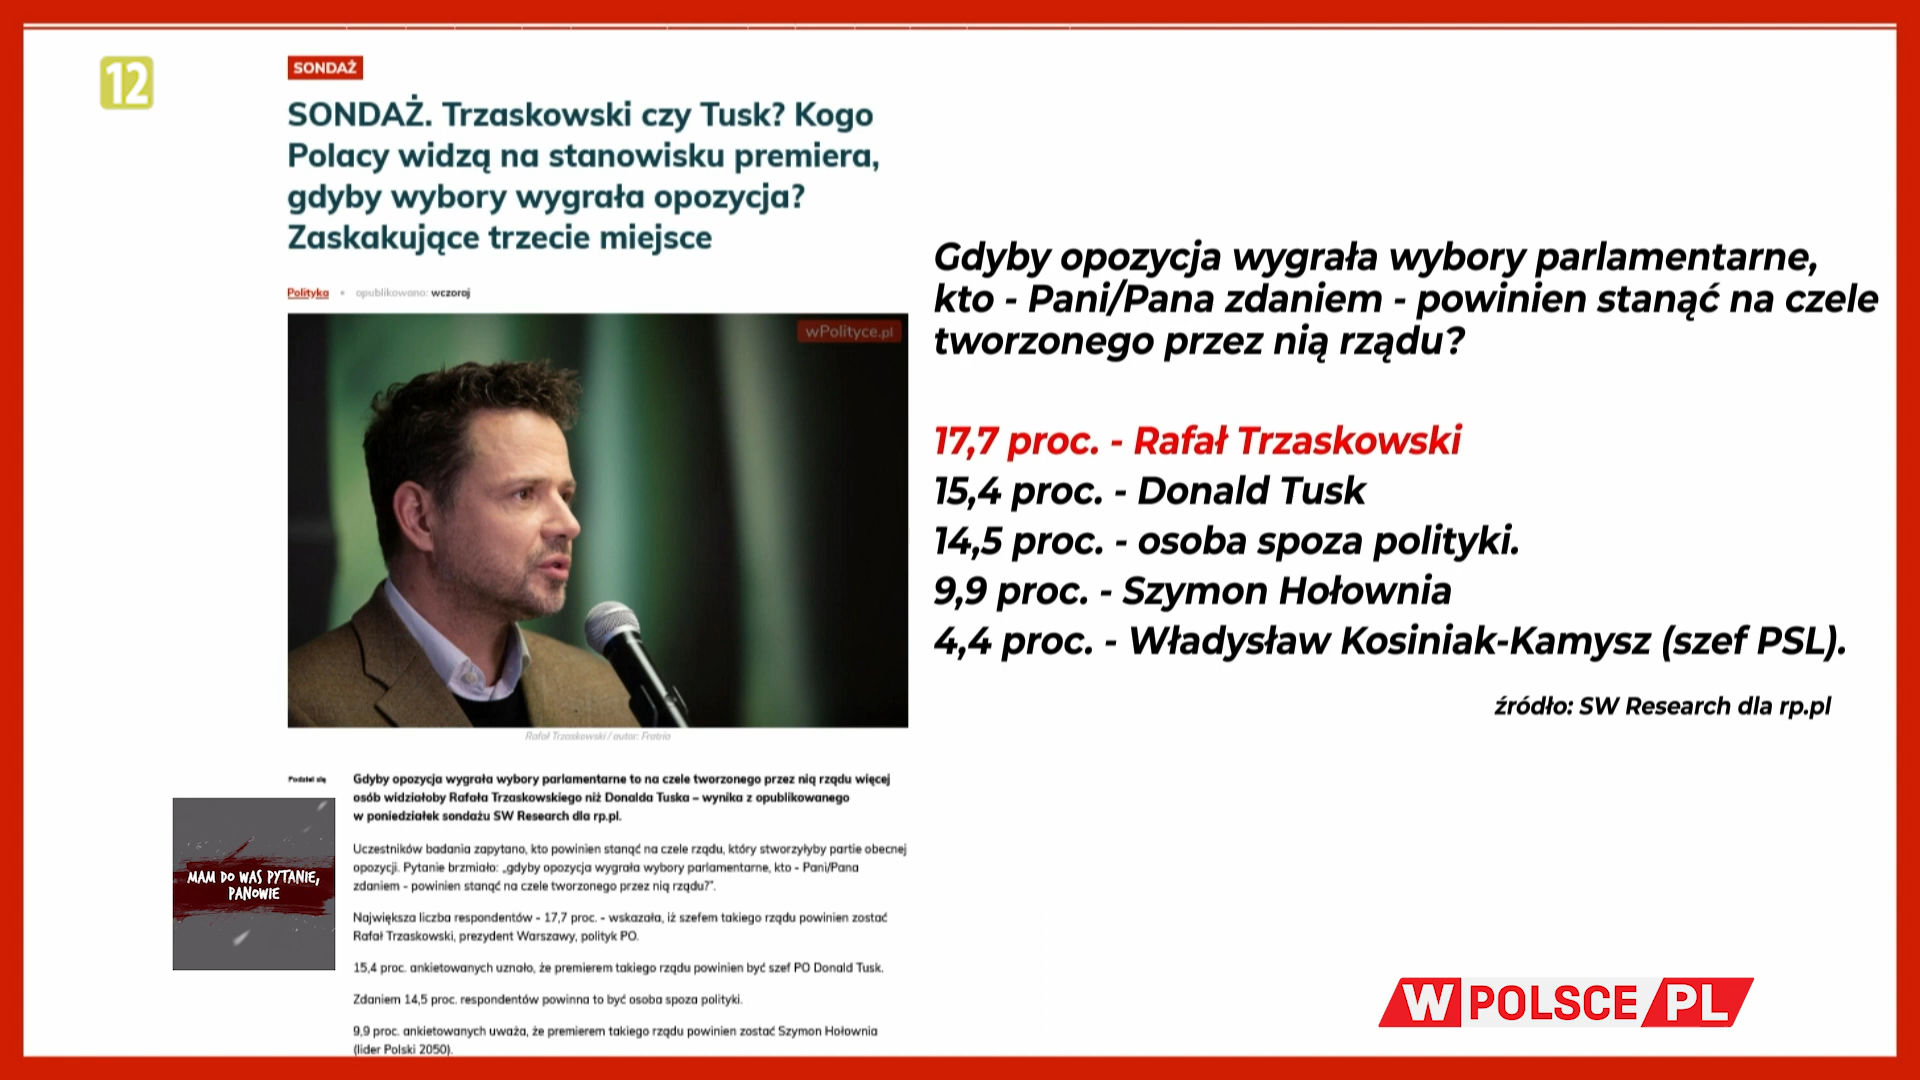 12
SONDAŻ
SONDAŻ. Trzaskowski czy Tusk? Kogo
Polacy widzą na stanowisku premiera,
gdyby wybory wygrała opozycja?
Zaskakujące trzecie miejsce
Polityka • opublikowano: wczoraj
wPolityce.pl
Rafał Trzaskowski / autor: Fratria
Podziel się
Gdyby opozycja wygrała wybory parlamentarne to na czele tworzonego przez nią rządu więcej
osób widziałoby Rafała Trzaskowskiego niż Donalda Tuska – wynika z opublikowanego
w poniedziałek sondażu SW Research dla rp.pl.
Uczestników badania zapytano, kto powinien stanąć na czele rządu, który stworzyłyby partie obecnej
opozycji. Pytanie brzmiało: „gdyby opozycja wygrała wybory parlamentarne, kto - Pani/Pana
zdaniem - powinien stanąć na czele tworzonego przez nią rządu?”.
Największa liczba respondentów - 17,7 proc. - wskazała, iż szefem takiego rządu powinien zostać
Rafał Trzaskowski, prezydent Warszawy, polityk PO.
15,4 proc. ankietowanych uznało, że premierem takiego rządu powinien być szef PO Donald Tusk.
Zdaniem 14,5 proc. respondentów powinna to być osoba spoza polityki.
9,9 proc. ankietowanych uważa, że premierem takiego rządu powinien zostać Szymon Hołownia
(lider Polski 2050).
MAM DO WAS PYTANIE,
PANOWIE
Gdyby opozycja wygrała wybory parlamentarne,
kto - Pani/Pana zdaniem - powinien stanąć na czele
tworzonego przez nią rządu?
17,7 proc. - Rafał Trzaskowski
15,4 proc. - Donald Tusk
14,5 proc. - osoba spoza polityki.
9,9 proc. - Szymon Hołownia
4,4 proc. - Władysław Kosiniak-Kamysz (szef PSL).
źródło: SW Research dla rp.pl
W POLSCE PL